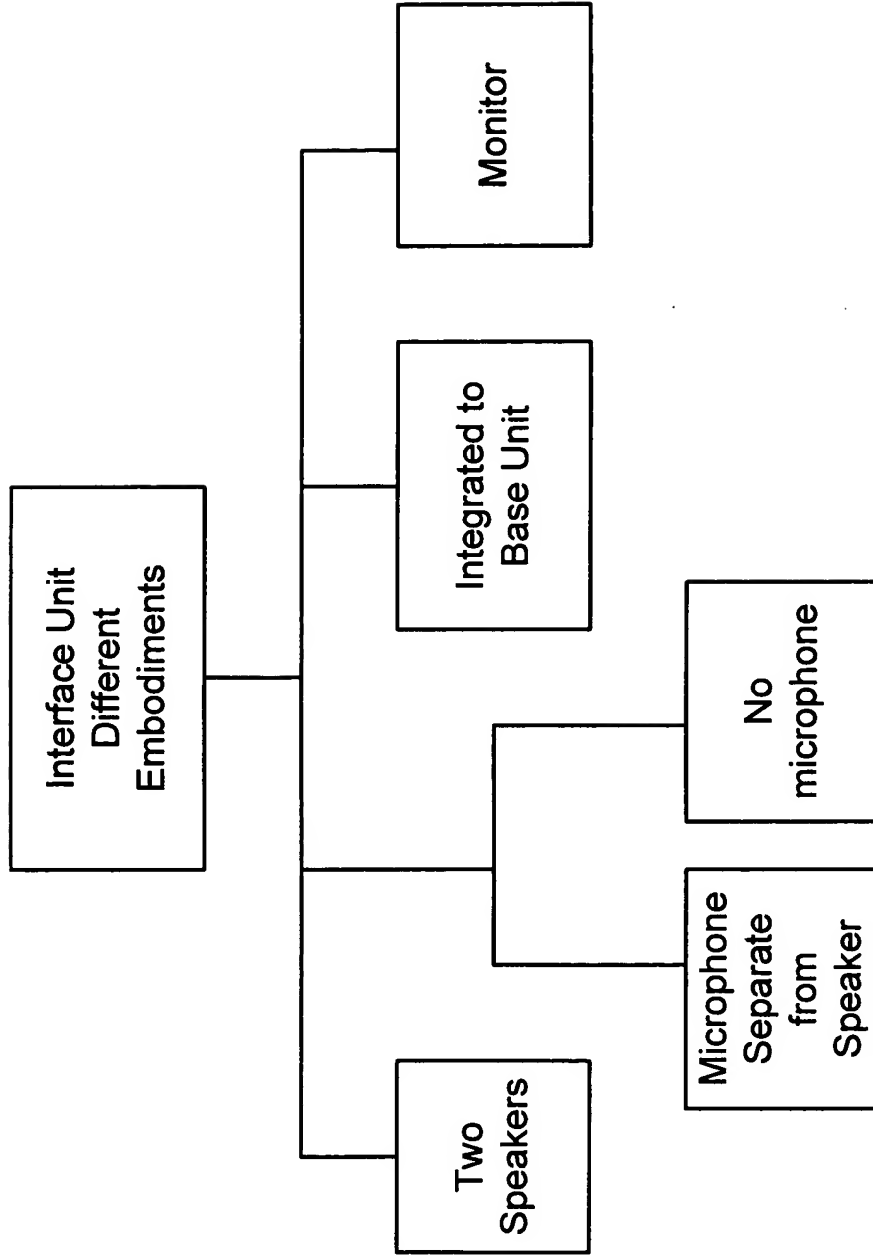 Interface Unit
Different
Embodiments
Two
Speakers
Integrated to
Base Unit
Monitor
Microphone
Separate
from
Speaker
No
microphone